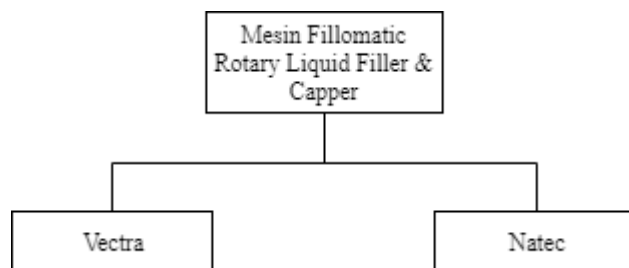 Mesin Fillomatic
Rotary Liquid Filler &
Capper
Vectra
Natec